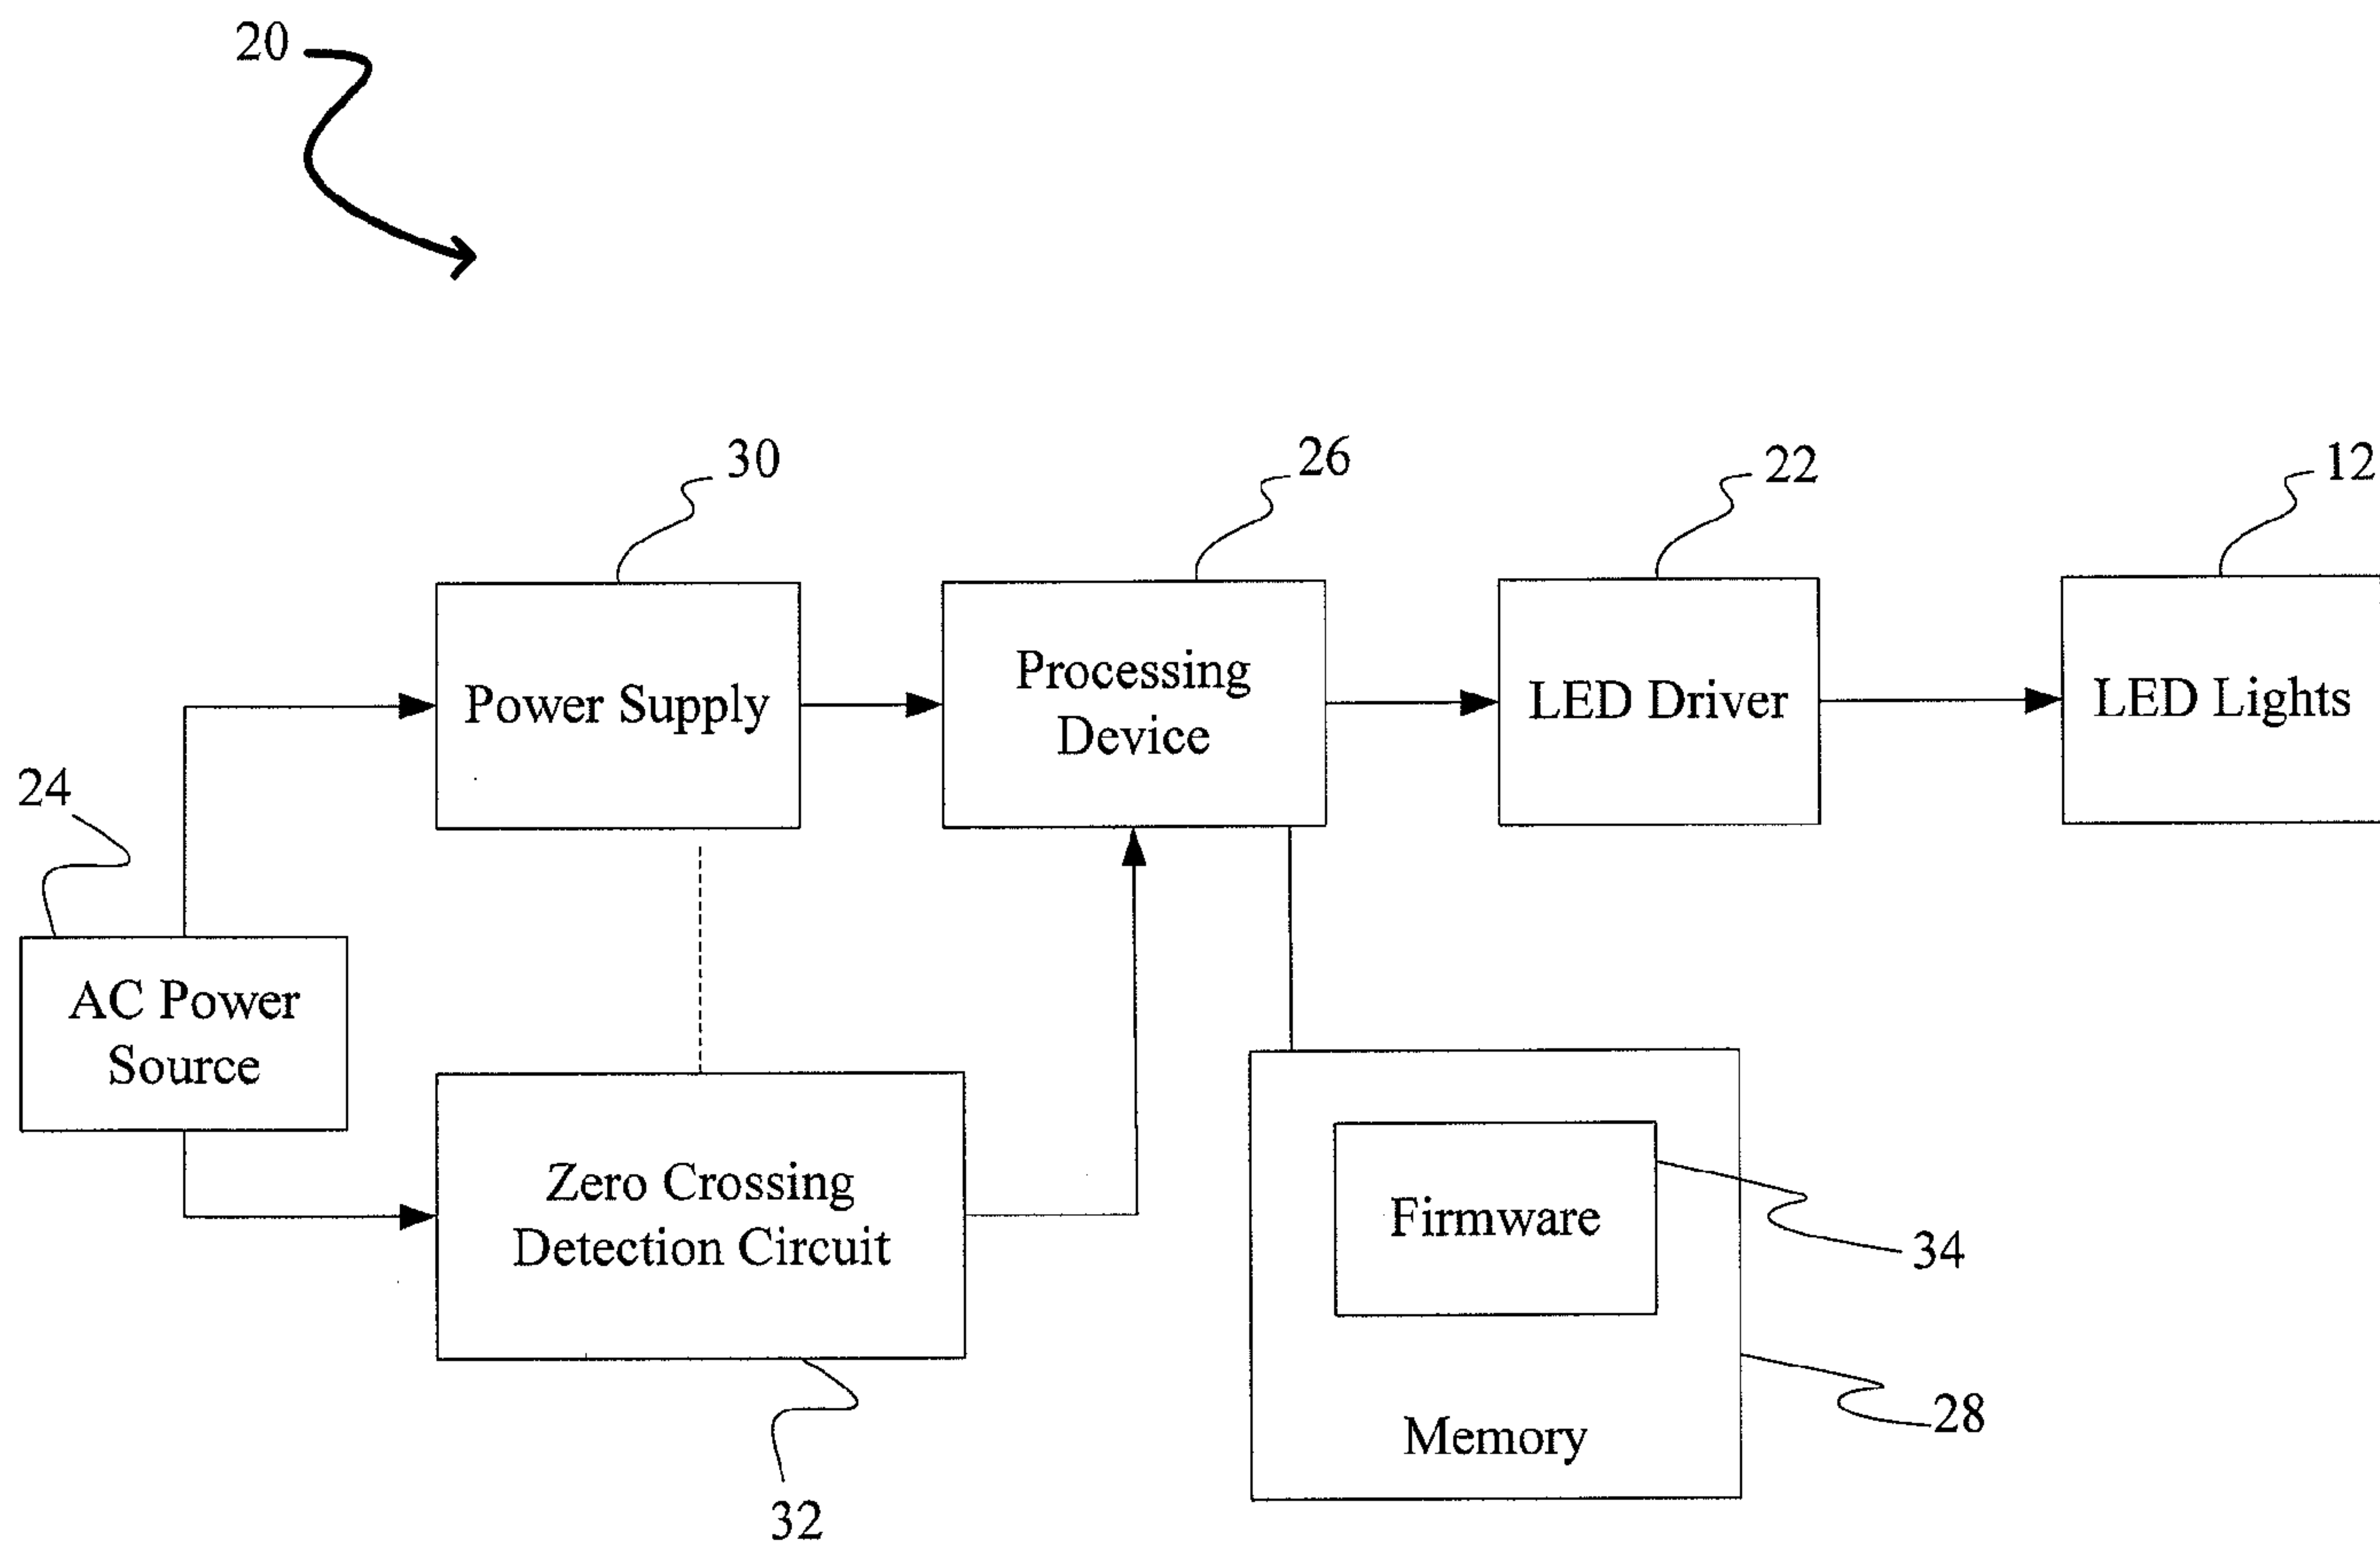 20
30
26
22
12
Power Supply
Processing
Device
LED Driver
LED Lights
24
AC Power
Source
Zero Crossing
Detection Circuit
Firmware
34
28
Memory
32